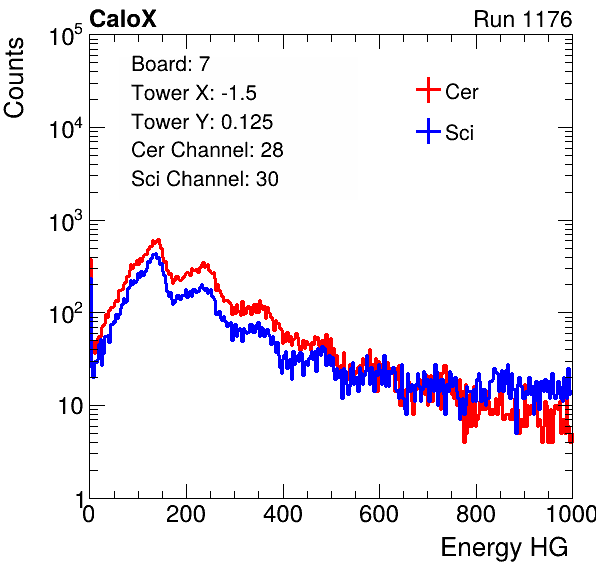 CaloX Run 1176
Counts
10^5
10^4
10^3
10^2
10
1
Board: 7
Tower X: -1.5
Tower Y: 0.125
Cer Channel: 28
Sci Channel: 30
Cer
Sci
0 200 400 600 800 1000
Energy HG